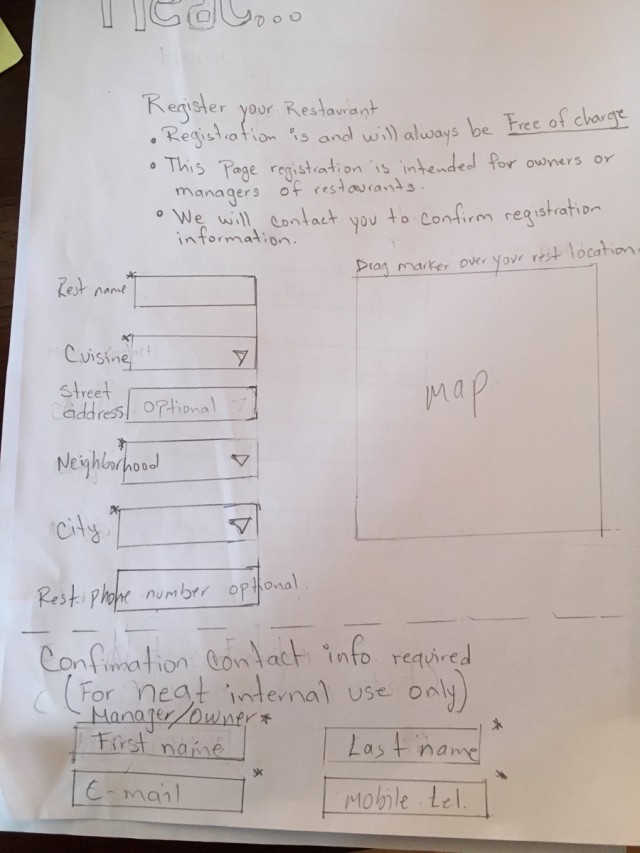 neat...
Register your Restaurant
• Registration is and will always be Free of charge
• This Page registration is intended for owners or
managers of restaurants.
• We will contact you to confirm registration
information.
Drag marker over your rest location.
Rest name *
Cuisine *
Street
address optional
map
Neighborhood *
City *
Rest. phone number optional.
Confimation contact info required
(For neat internal use only)
Manager/Owner *
First name
Last name *
E-mail *
Mobile.tel. *